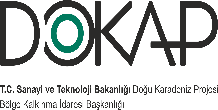 DOKAP
T.C. Sanayi ve Teknoloji Bakanlığı Doğu Karadeniz Projesi
Bölge Kalkınma İdaresi Başkanlığı